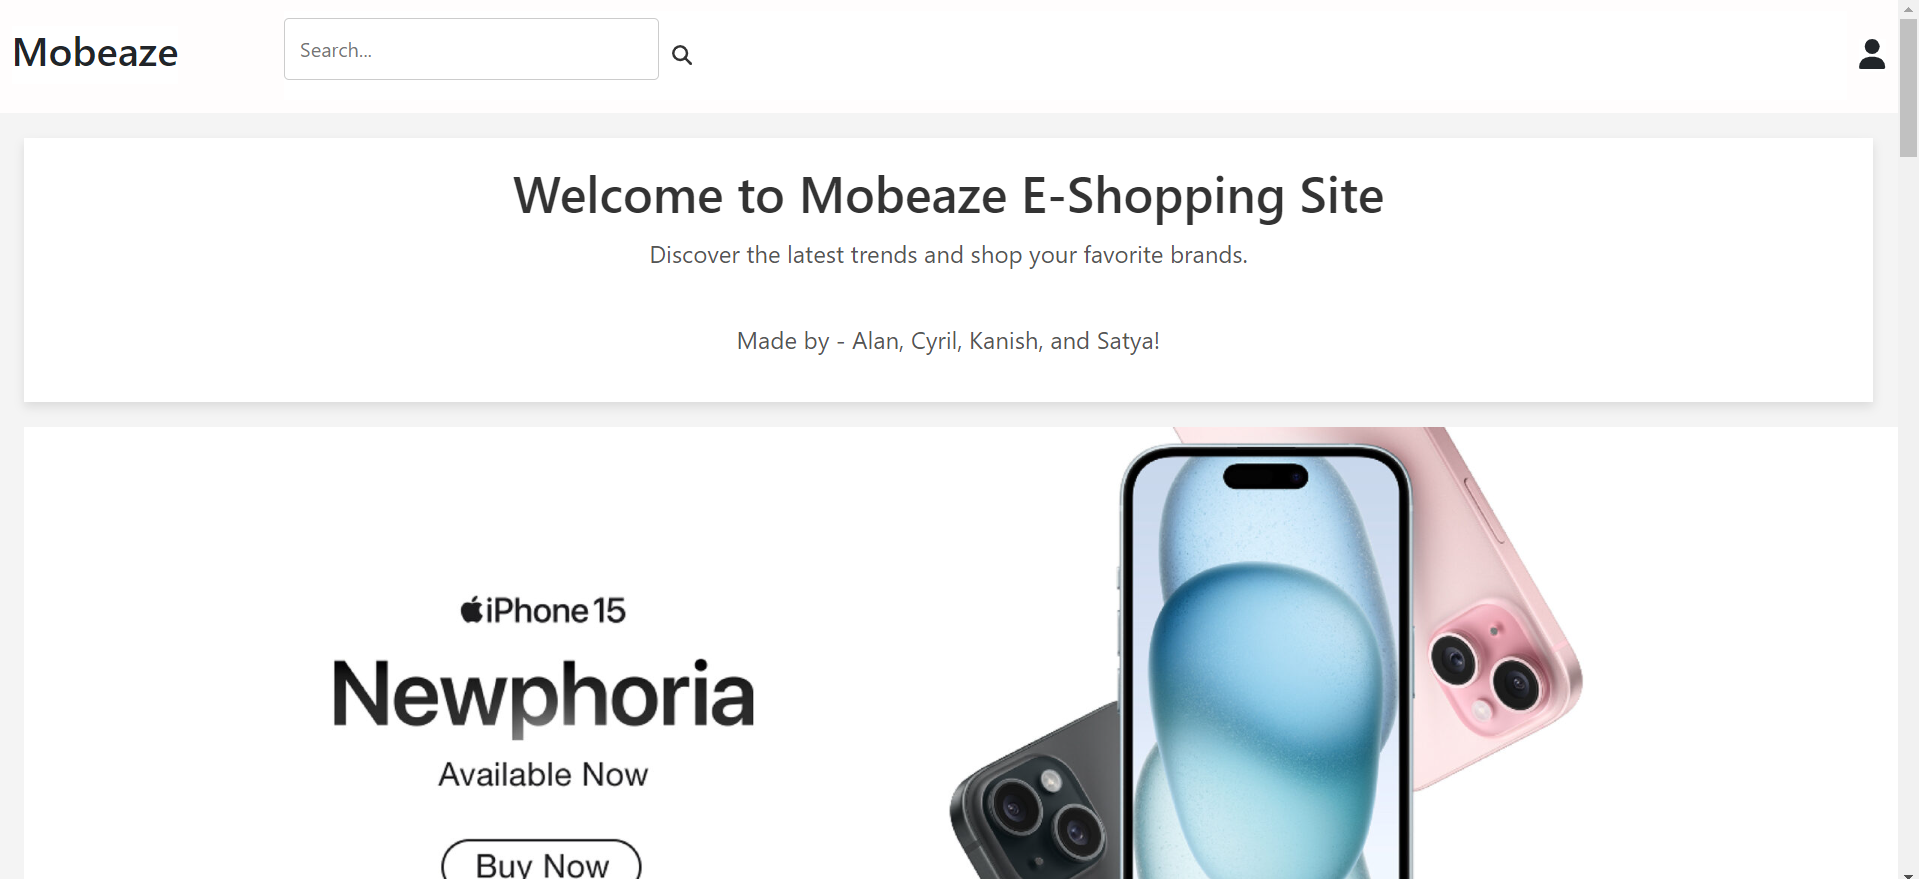 Mobeaze
Search...
Welcome to Mobeaze E-Shopping Site
Discover the latest trends and shop your favorite brands.
Made by - Alan, Cyril, Kanish, and Satya!
iPhone 15
Newphoria
Available Now
Buy Now